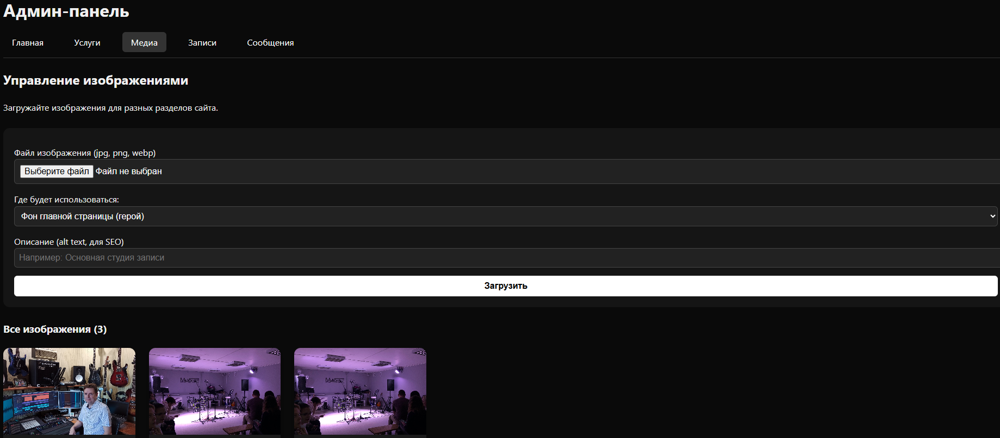 Админ-панель
Главная Услуги Медиа Записи Сообщения
Управление изображениями
Загружайте изображения для разных разделов сайта.
Файл изображения (jpg, png, webp)
Выберите файл Файл не выбран
Где будет использоваться:
Фон главной страницы (герой)
Описание (alt text, для SEO)
Например: Основная студия записи
Загрузить
Все изображения (3)